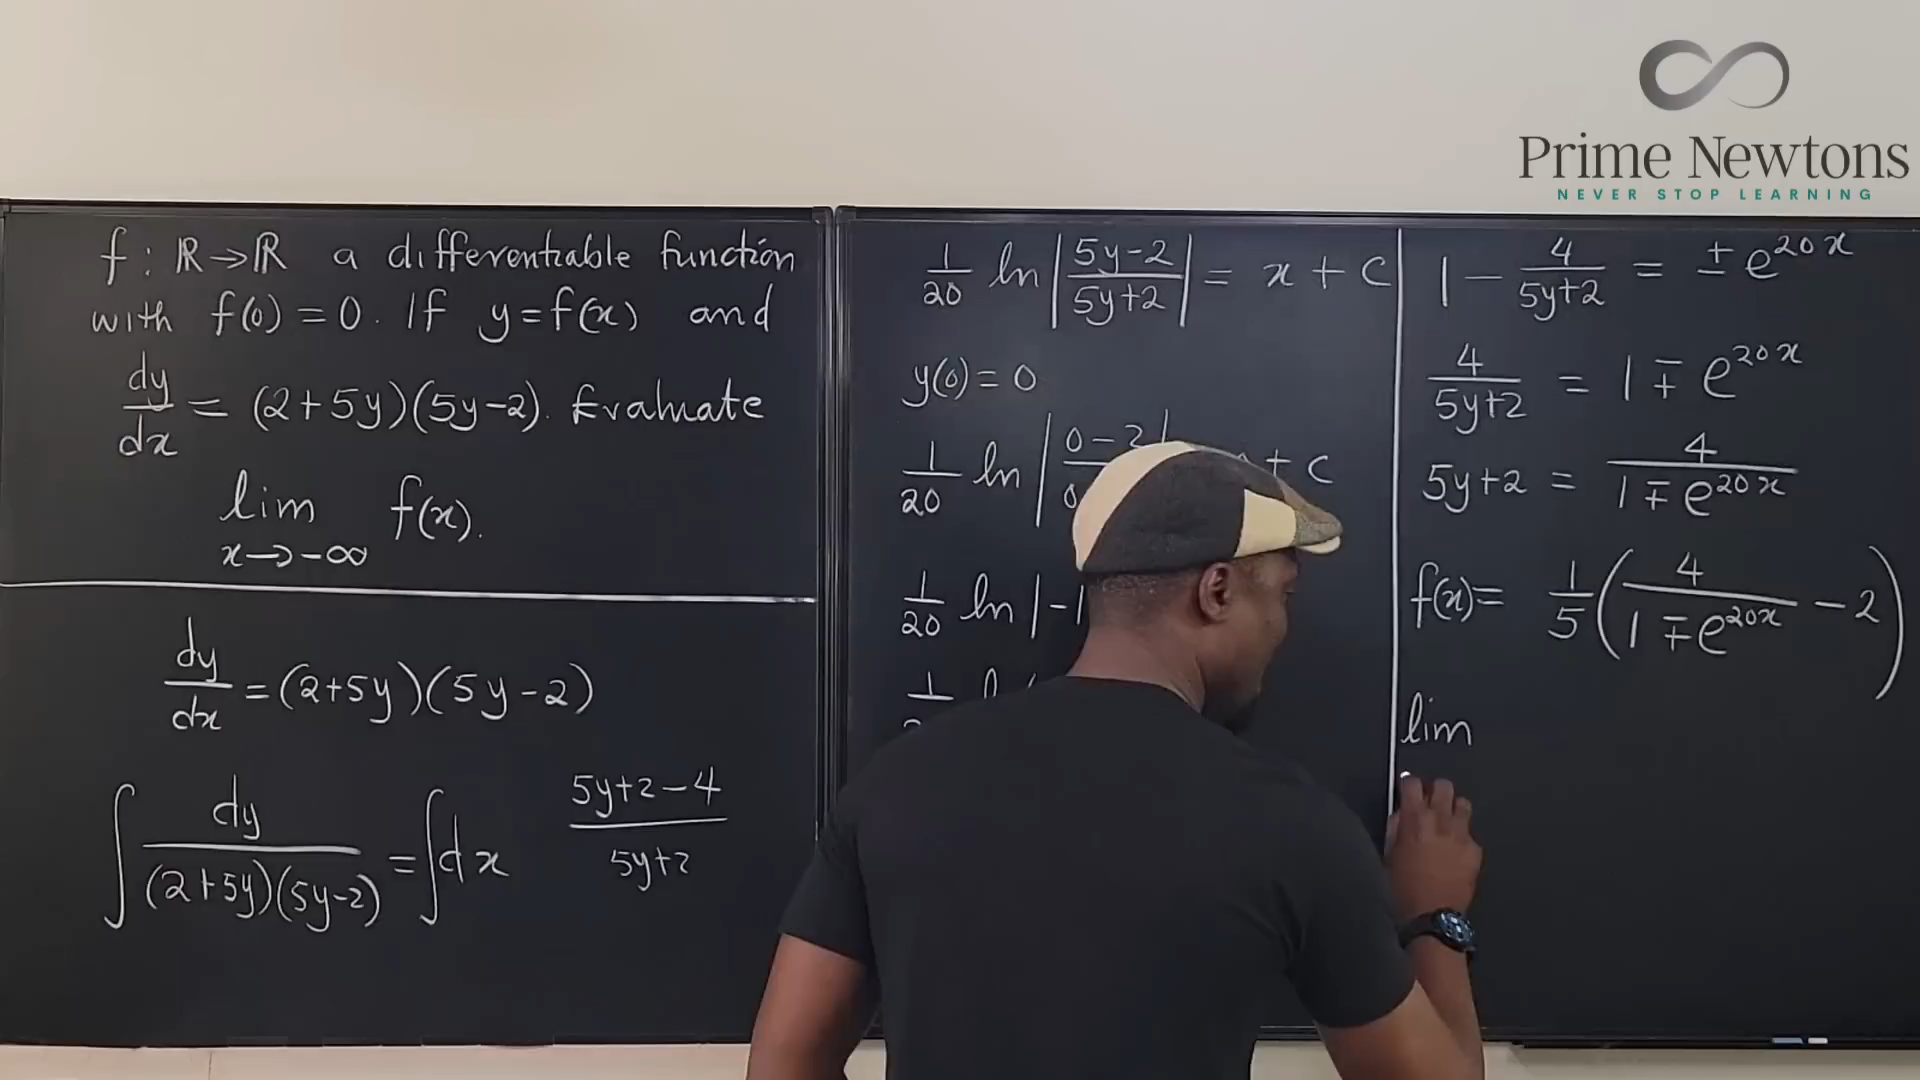 Prime Newtons
NEVER STOP LEARNING
f : ℝ → ℝ a differentiable function
with f(0) = 0. If y = f(x) and
dy/dx = (2+5y)(5y-2). Evaluate
lim x→-∞ f(x).
dy/dx = (2+5y)(5y-2)
∫ dy/((2+5y)(5y-2)) = ∫dx
(5y+2-4)/(5y+2)
1/20 ln |(5y-2)/(5y+2)| = x + C
y(0) = 0
1/20 ln | 0-2 + C
1/20 ln |-1
1 - 4/(5y+2) = ± e^20x
4/(5y+2) = 1 ∓ e^20x
5y+2 = 4/(1 ∓ e^20x)
f(x) = 1/5 (4/(1 ∓ e^20x) - 2)
lim